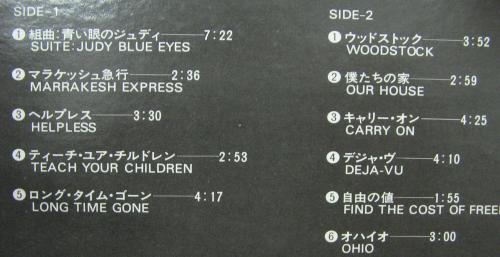 SIDE-1
❶組曲:青い眼のジュディ——7:22
SUITE:JUDY BLUE EYES
❷マラケッシュ急行——2:36
MARRAKESH EXPRESS
❸ヘルプレス——3:30
HELPLESS
❹ティーチ・ユア・チルドレン——2:53
TEACH YOUR CHILDREN
❺ロング・タイム・ゴーン——4:17
LONG TIME GONE
SIDE-2
❶ウッドストック——3:52
WOODSTOCK
❷僕たちの家——2:59
OUR HOUSE
❸キャリー・オン——4:25
CARRY ON
❹デジャ・ヴ——4:10
DEJA-VU
❺自由の値——1:55
FIND THE COST OF FREE
❻オハイオ——3:00
OHIO